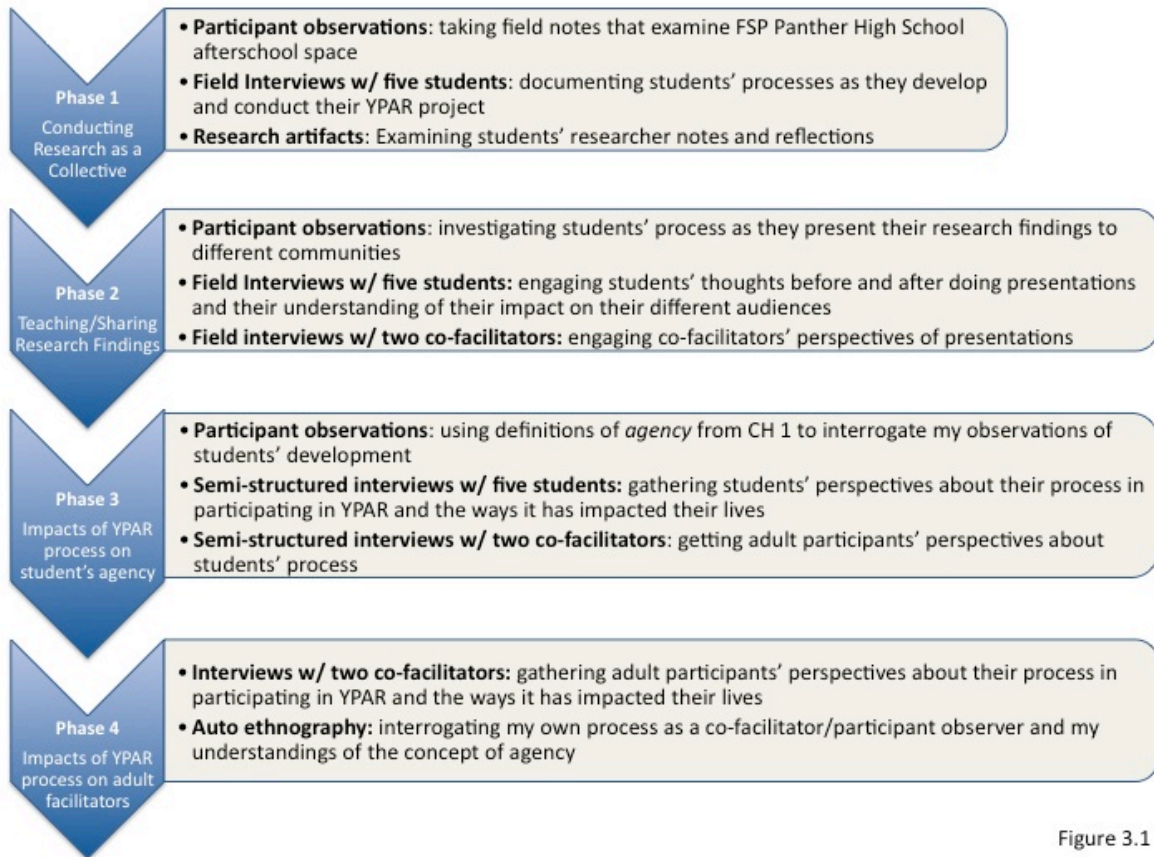 Phase 1
Conducting
Research as a
Collective
• Participant observations: taking field notes that examine FSP Panther High School
afterschool space
• Field Interviews w/ five students: documenting students' processes as they develop
and conduct their YPAR project
• Research artifacts: Examining students' researcher notes and reflections
Phase 2
Teaching/Sharing
Research Findings
• Participant observations: investigating students' process as they present their research findings to
different communities
• Field Interviews w/ five students: engaging students' thoughts before and after doing presentations
and their understanding of their impact on their different audiences
• Field interviews w/ two co-facilitators: engaging co-facilitators' perspectives of presentations
Phase 3
Impacts of YPAR
process on
student's agency
• Participant observations: using definitions of agency from CH 1 to interrogate my observations of
students' development
• Semi-structured interviews w/ five students: gathering students' perspectives about their process in
participating in YPAR and the ways it has impacted their lives
• Semi-structured interviews w/ two co-facilitators: getting adult participants' perspectives about
students' process
Phase 4
Impacts of YPAR
process on adult
facilitators
• Interviews w/ two co-facilitators: gathering adult participants' perspectives about their process in
participating in YPAR and the ways it has impacted their lives
• Auto ethnography: interrogating my own process as a co-facilitator/participant observer and my
understandings of the concept of agency
Figure 3.1